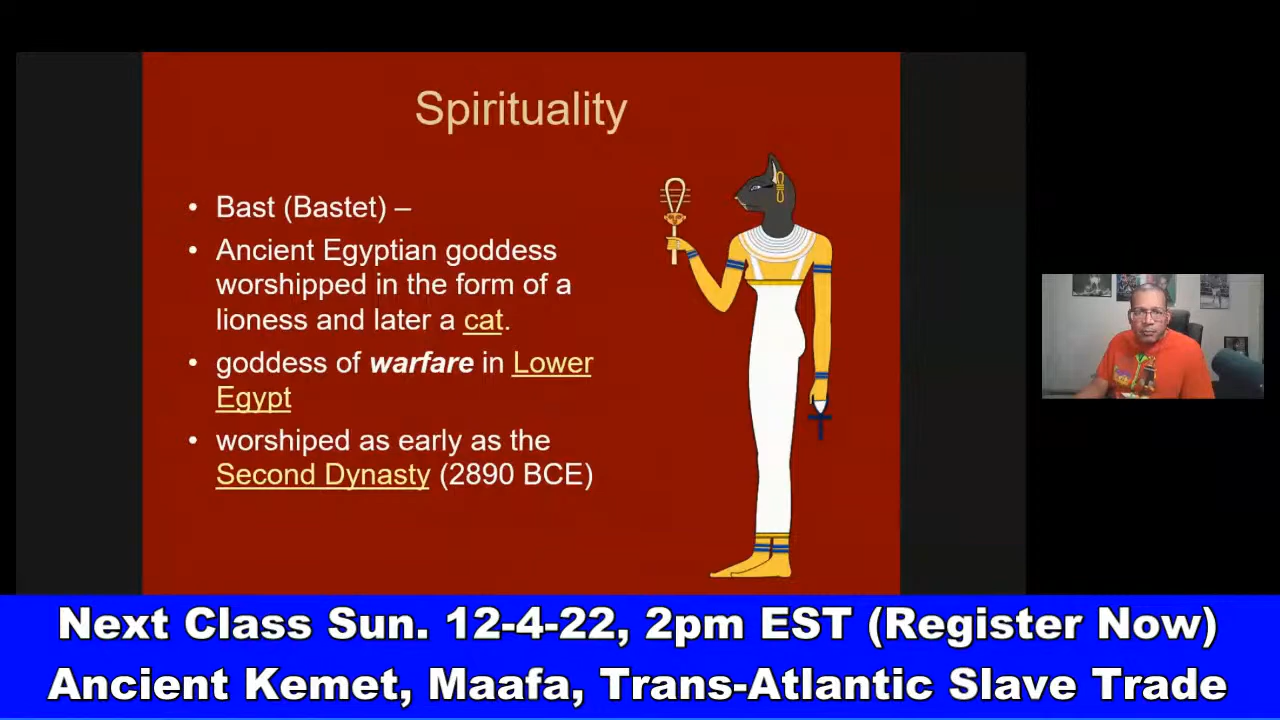 Spirituality
• Bast (Bastet) –
• Ancient Egyptian goddess
worshipped in the form of a
lioness and later a cat.
• goddess of warfare in Lower
Egypt
• worshiped as early as the
Second Dynasty (2890 BCE)
Next Class Sun. 12-4-22, 2pm EST (Register Now)
Ancient Kemet, Maafa, Trans-Atlantic Slave Trade